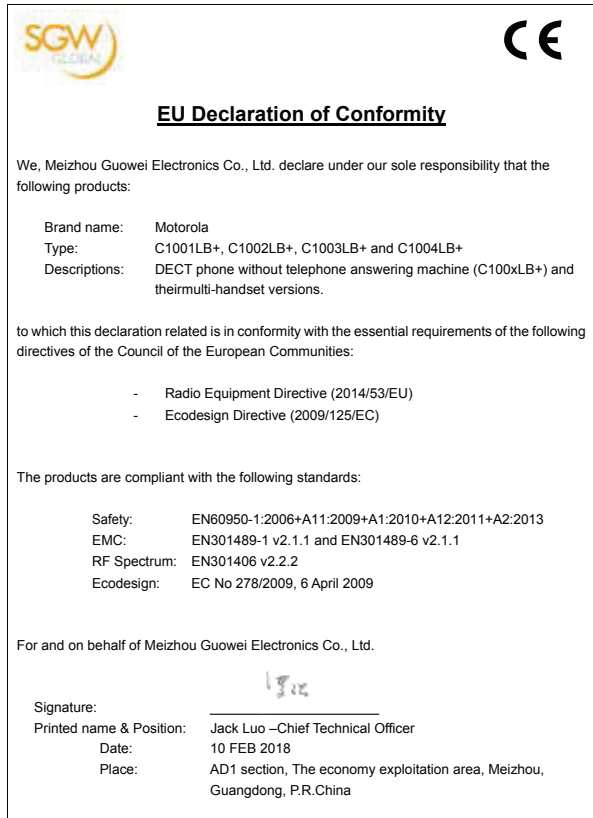 SGW
GLOBAL
CE
EU Declaration of Conformity
We, Meizhou Guowei Electronics Co., Ltd. declare under our sole responsibility that the
following products:
Brand name: Motorola
Type: C1001LB+, C1002LB+, C1003LB+ and C1004LB+
Descriptions: DECT phone without telephone answering machine (C100xLB+) and
theirmulti-handset versions.
to which this declaration related is in conformity with the essential requirements of the following
directives of the Council of the European Communities:
- Radio Equipment Directive (2014/53/EU)
- Ecodesign Directive (2009/125/EC)
The products are compliant with the following standards:
Safety: EN60950-1:2006+A11:2009+A1:2010+A12:2011+A2:2013
EMC: EN301489-1 v2.1.1 and EN301489-6 v2.1.1
RF Spectrum: EN301406 v2.2.2
Ecodesign: EC No 278/2009, 6 April 2009
For and on behalf of Meizhou Guowei Electronics Co., Ltd.
Signature:
Printed name & Position: Jack Luo –Chief Technical Officer
Date: 10 FEB 2018
Place: AD1 section, The economy exploitation area, Meizhou,
Guangdong, P.R.China